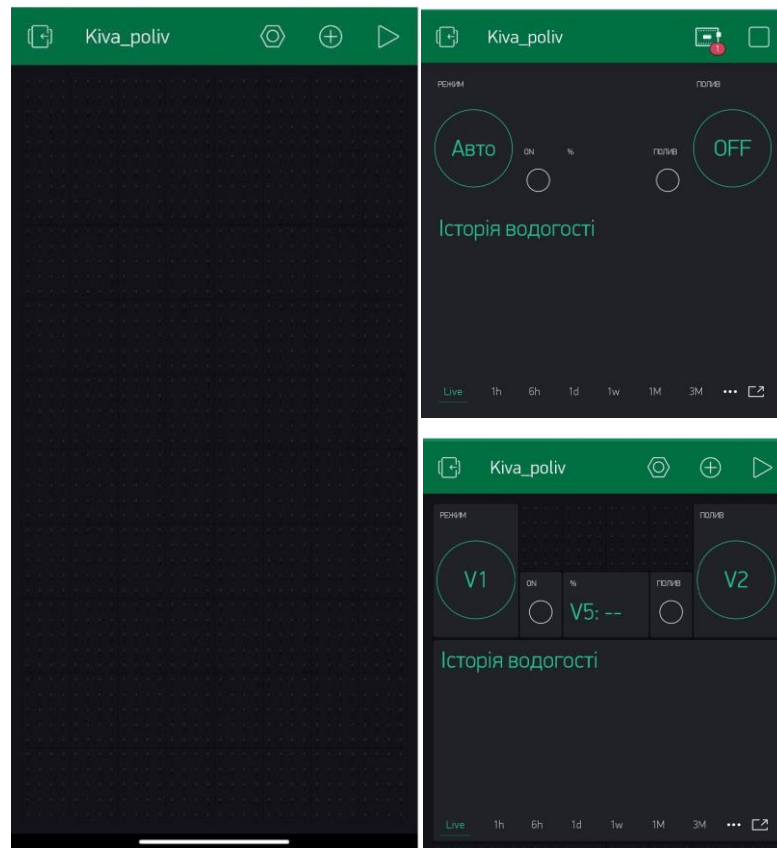 Kiva_poliv
Kiva_poliv
1
РЕЖИМ
ПОЛИВ
Авто
ON
%
ПОЛИВ
OFF
Історія водогості
Live 1h 6h 1d 1w 1M 3M •••
Kiva_poliv
РЕЖИМ
ПОЛИВ
V1
ON
%
ПОЛИВ
V2
V5: --
Історія водогості
Live 1h 6h 1d 1w 1M 3M •••